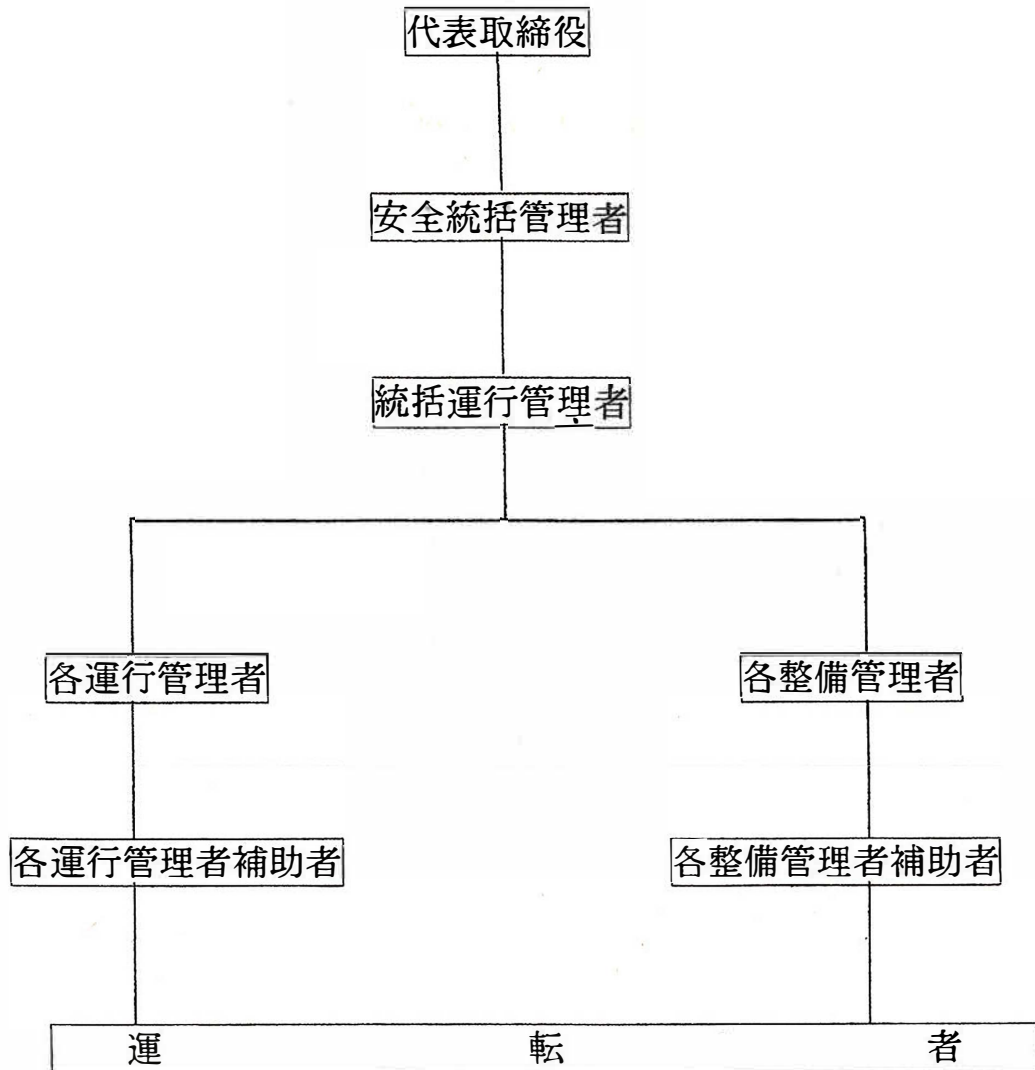 代表取締役
安全統括管理者
統括運行管理者
各運行管理者
各整備管理者
各運行管理者補助者
各整備管理者補助者
運 転 者